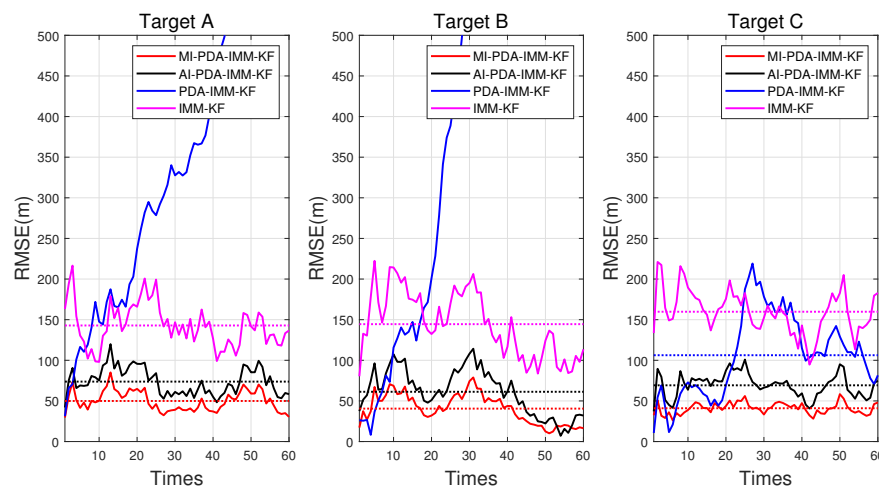 Target A
RMSE(m)
500
450
400
350
300
250
200
150
100
50
0
10 20 30 40 50 60
Times
MI-PDA-IMM-KF
AI-PDA-IMM-KF
PDA-IMM-KF
IMM-KF
Target B
RMSE(m)
500
450
400
350
300
250
200
150
100
50
0
10 20 30 40 50 60
Times
MI-PDA-IMM-KF
AI-PDA-IMM-KF
PDA-IMM-KF
IMM-KF
Target C
RMSE(m)
500
450
400
350
300
250
200
150
100
50
0
10 20 30 40 50 60
Times
MI-PDA-IMM-KF
AI-PDA-IMM-KF
PDA-IMM-KF
IMM-KF